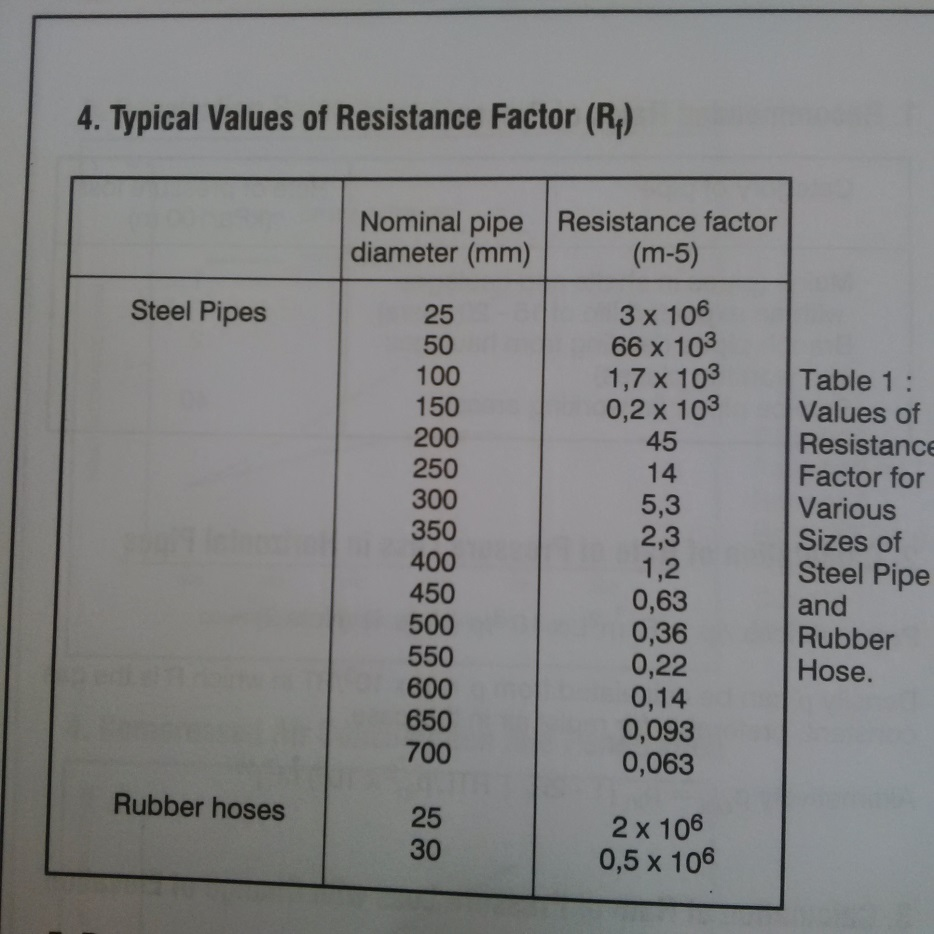 4. Typical Values of Resistance Factor (Rf)
Nominal pipe diameter (mm)
Resistance factor (m-5)
Steel Pipes 25 3 x 10⁶
50 66 x 10³
100 1,7 x 10³
150 0,2 x 10³
200 45
250 14
300 5,3
350 2,3
400 1,2
450 0,63
500 0,36
550 0,22
600 0,14
650 0,093
700 0,063
Rubber hoses 25 2 x 10⁶
30 0,5 x 10⁶
Table 1 :
Values of
Resistance
Factor for
Various
Sizes of
Steel Pipe
and
Rubber
Hose.